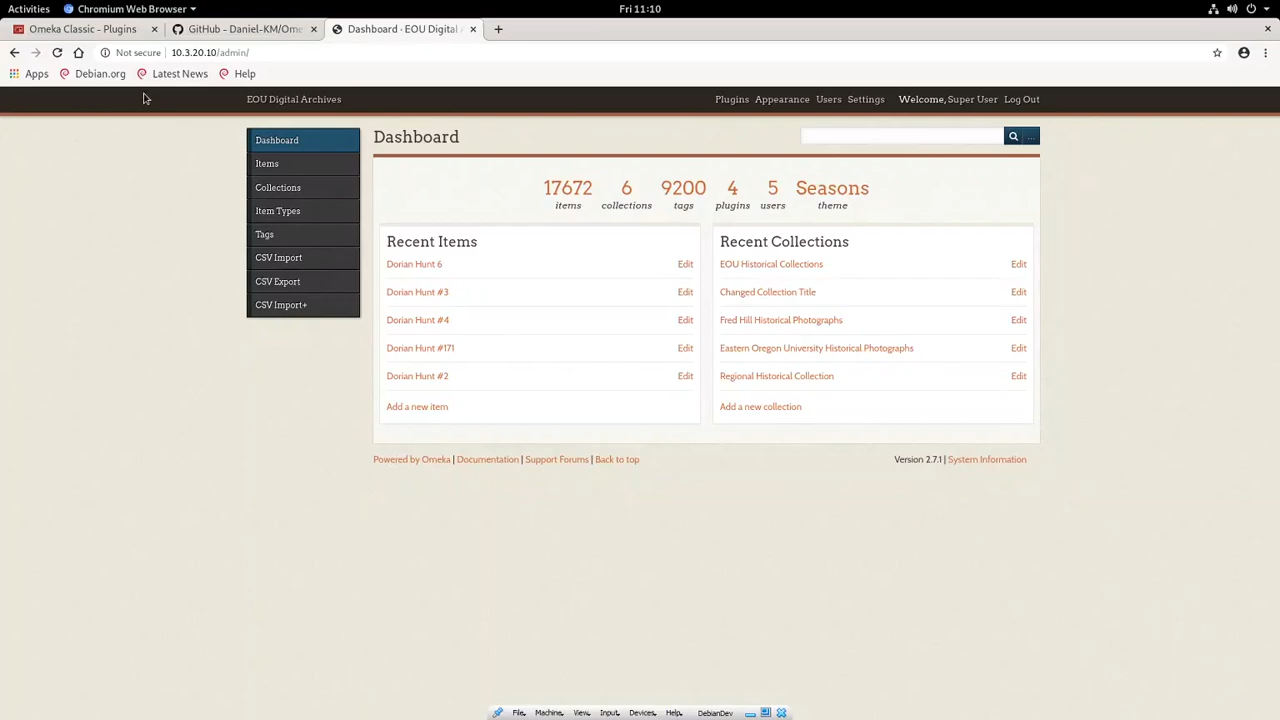 Activities Chromium Web Browser Fri 11:10
Omeka Classic - Plugins GitHub - Daniel-KM/Ome Dashboard · EOU Digital A
Not secure 10.3.20.10/admin/
Apps Debian.org Latest News Help
EOU Digital Archives Plugins Appearance Users Settings Welcome, Super User Log Out
Dashboard
Items
Collections
Item Types
Tags
CSV Import
CSV Export
CSV Import+
Dashboard ...
17672 6 9200 4 5 Seasons
items collections tags plugins users theme
Recent Items
Dorian Hunt 6 Edit
Dorian Hunt #3 Edit
Dorian Hunt #4 Edit
Dorian Hunt #171 Edit
Dorian Hunt #2 Edit
Add a new item
Recent Collections
EOU Historical Collections Edit
Changed Collection Title Edit
Fred Hill Historical Photographs Edit
Eastern Oregon University Historical Photographs Edit
Regional Historical Collection Edit
Add a new collection
Powered by Omeka | Documentation | Support Forums | Back to top Version 2.7.1 | System Information
File Machine View Input Devices Help DebianDev